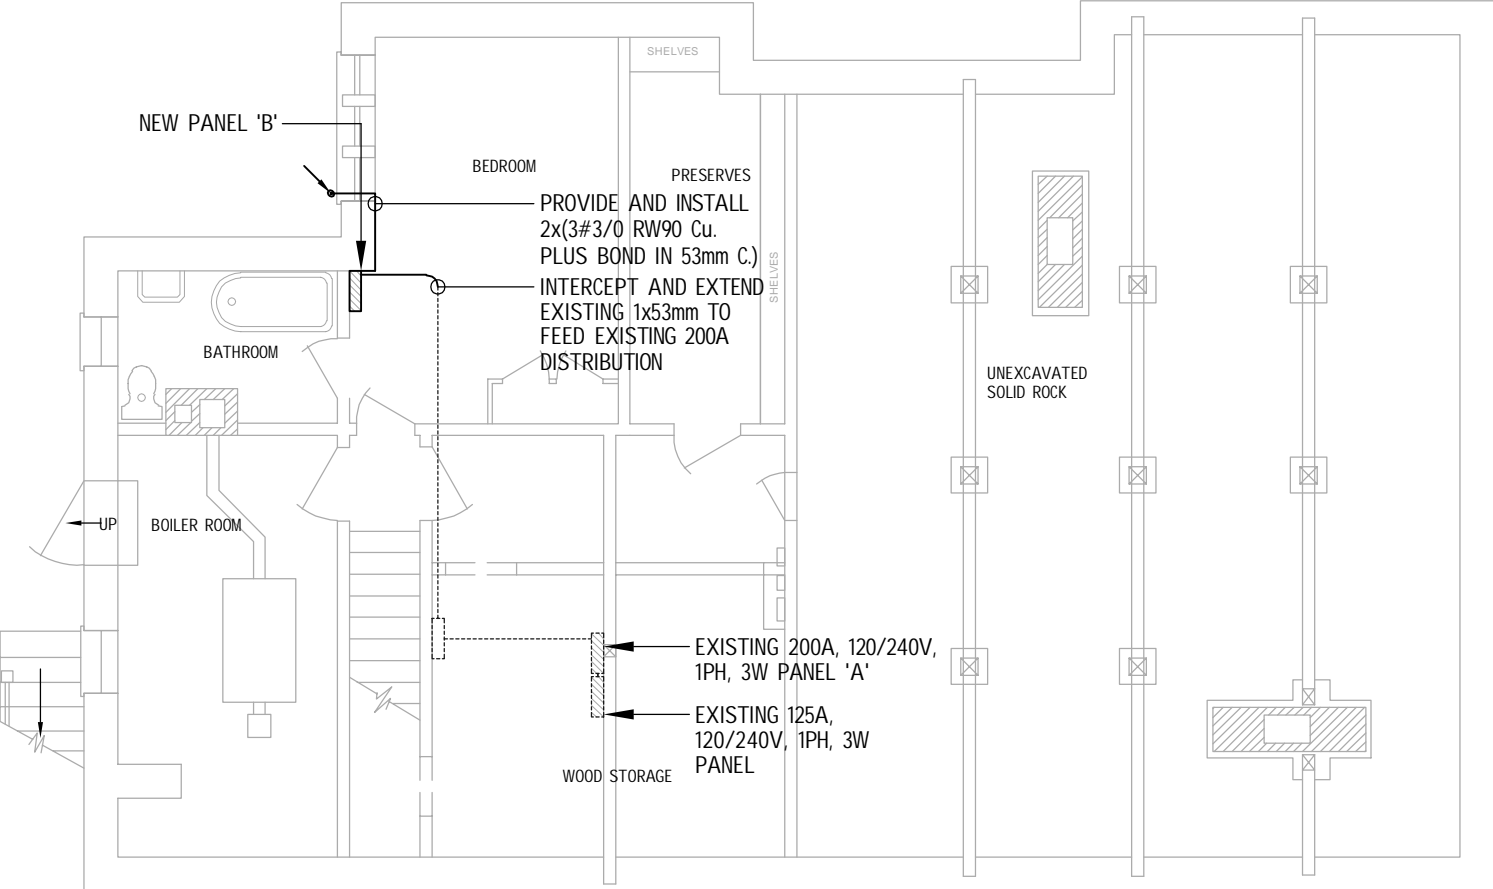 SHELVES
NEW PANEL 'B'
BEDROOM
PRESERVES
PROVIDE AND INSTALL
2x(3#3/0 RW90 Cu.
PLUS BOND IN 53mm C.)
SHELVES
INTERCEPT AND EXTEND
EXISTING 1x53mm TO
FEED EXISTING 200A
DISTRIBUTION
BATHROOM
UNEXCAVATED
SOLID ROCK
UP
BOILER ROOM
EXISTING 200A, 120/240V,
1PH, 3W PANEL 'A'
EXISTING 125A,
120/240V, 1PH, 3W
PANEL
WOOD STORAGE